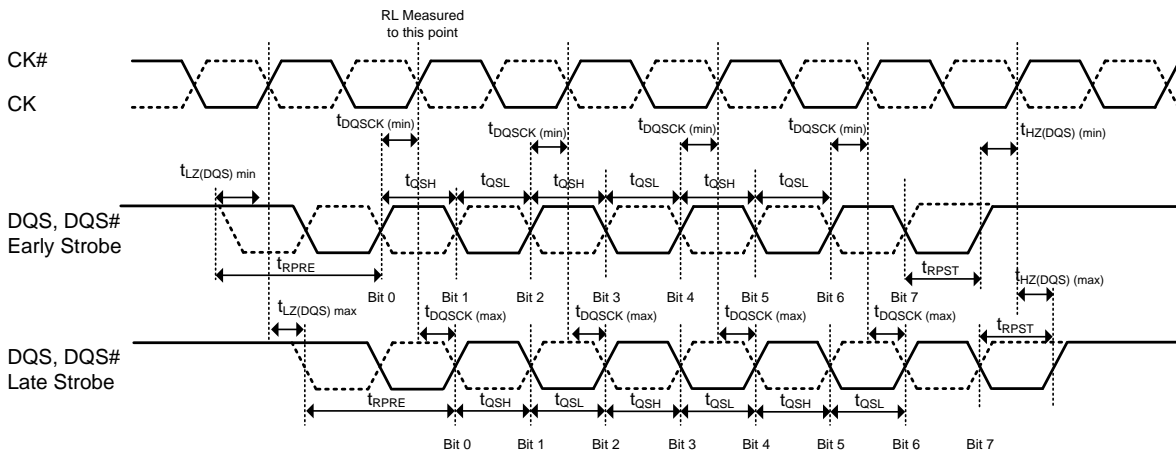 RL Measured
to this point
CK#
CK
tDQSCK (min) tDQSCK (min) tDQSCK (min) tDQSCK (min) tHZ(DQS) (min)
tLZ(DQS) min
tQSH tQSL tQSH tQSL tQSH tQSL
DQS, DQS#
Early Strobe
tRPRE tRPST
Bit 0 Bit 1 Bit 2 Bit 3 Bit 4 Bit 5 Bit 6 Bit 7
tHZ(DQS) (max)
tLZ(DQS) max
tDQSCK (max) tDQSCK (max) tDQSCK (max) tDQSCK (max) tRPST
DQS, DQS#
Late Strobe
tRPRE tQSH tQSL tQSH tQSL tQSH tQSL
Bit 0 Bit 1 Bit 2 Bit 3 Bit 4 Bit 5 Bit 6 Bit 7